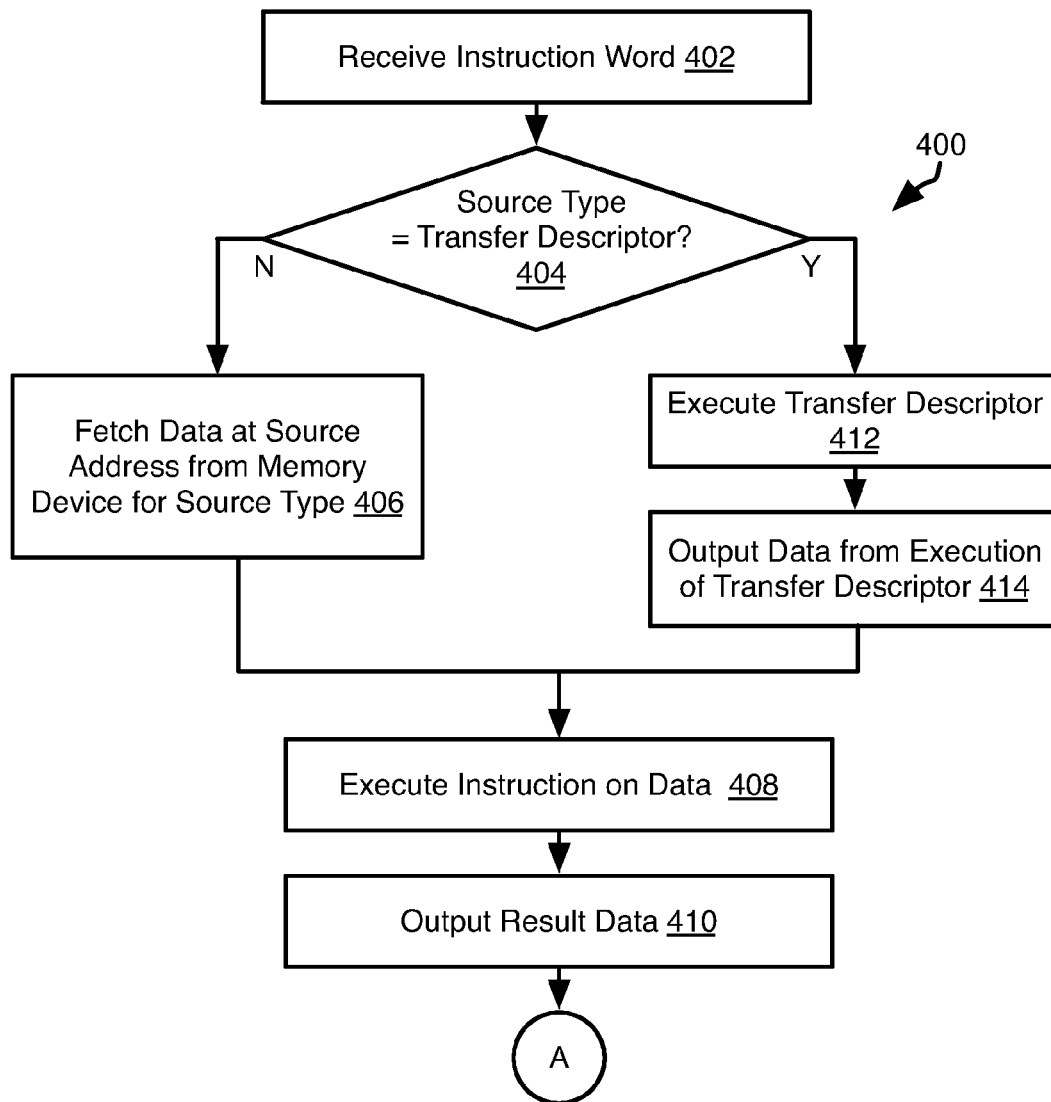 Receive Instruction Word 402
400
Source Type
= Transfer Descriptor?
404
N
Y
Fetch Data at Source
Address from Memory
Device for Source Type 406
Execute Transfer Descriptor
412
Output Data from Execution
of Transfer Descriptor 414
Execute Instruction on Data 408
Output Result Data 410
A